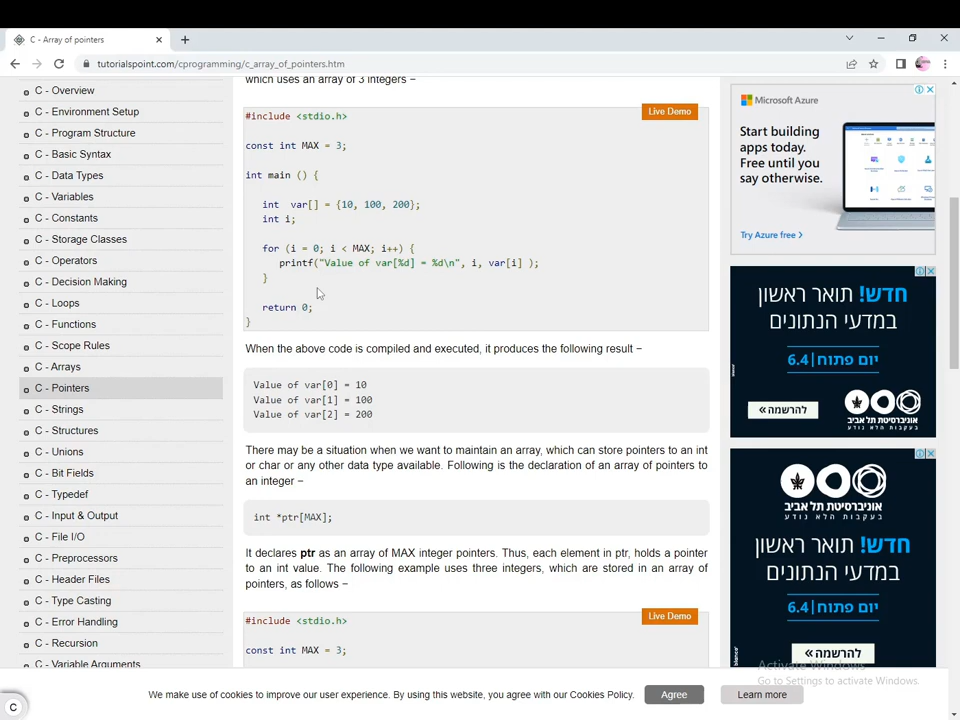 C - Array of pointers
tutorialspoint.com/cprogramming/c_array_of_pointers.htm
C - Overview
C - Environment Setup
C - Program Structure
C - Basic Syntax
C - Data Types
C - Variables
C - Constants
C - Storage Classes
C - Operators
C - Decision Making
C - Loops
C - Functions
C - Scope Rules
C - Arrays
C - Pointers
C - Strings
C - Structures
C - Unions
C - Bit Fields
C - Typedef
C - Input & Output
C - File I/O
C - Preprocessors
C - Header Files
C - Type Casting
C - Error Handling
C - Recursion
C - Variable Arguments
which uses an array of 3 integers −
Live Demo
#include <stdio.h>
const int MAX = 3;
int main () {
int  var[] = {10, 100, 200};
int i;
for (i = 0; i < MAX; i++) {
printf("Value of var[%d] = %d\n", i, var[i] );
}
return 0;
}
When the above code is compiled and executed, it produces the following result −
Value of var[0] = 10
Value of var[1] = 100
Value of var[2] = 200
There may be a situation when we want to maintain an array, which can store pointers to an int
or char or any other data type available. Following is the declaration of an array of pointers to
an integer −
int *ptr[MAX];
It declares ptr as an array of MAX integer pointers. Thus, each element in ptr, holds a pointer
to an int value. The following example uses three integers, which are stored in an array of
pointers, as follows −
Live Demo
#include <stdio.h>
const int MAX = 3;
Microsoft Azure
Start building
apps today.
Free until you
say otherwise.
Try Azure free >
חדש! תואר ראשון
במדעי הנתונים
יום פתוח | 6.4
להרשמה »
אוניברסיטת תל אביב
אוניברסיטת תל אביב
חדש! תואר ראשון
במדעי הנתונים
יום פתוח | 6.4
להרשמה »
Activate Windows
Go to Settings to activate Windows.
We make use of cookies to improve our user experience. By using this website, you agree with our Cookies Policy.
Agree
Learn more
C